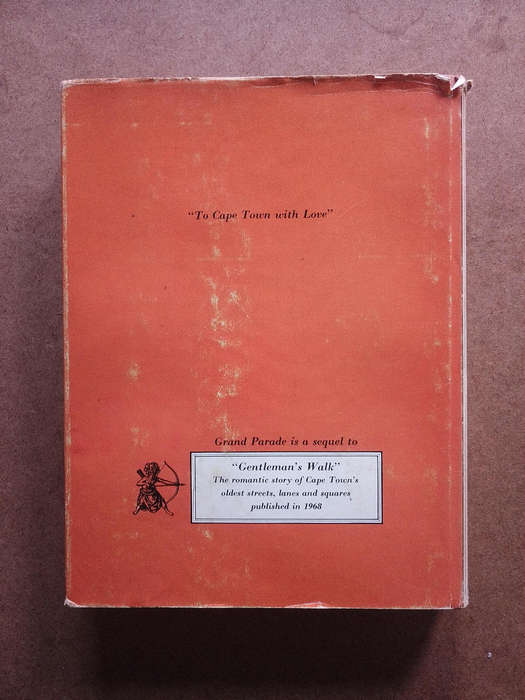 "To Cape Town with Love"
Grand Parade is a sequel to
"Gentleman's Walk"
The romantic story of Cape Town's
oldest streets, lanes and squares
published in 1968